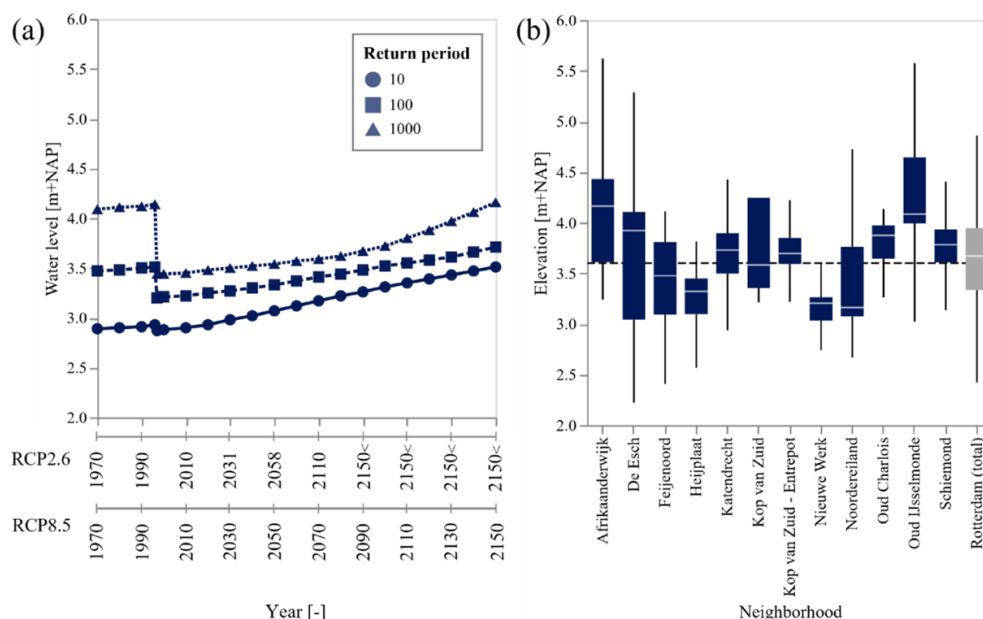 (a)
Water level [m+NAP]
6.0
5.5
5.0
4.5
4.0
3.5
3.0
2.5
2.0
Return period
10
100
1000
RCP2.6
1970
1990
2010
2031
2058
2110
2150<
2150<
2150<
2150<
RCP8.5
1970
1990
2010
2030
2050
2070
2090
2110
2130
2150
Year [-]
(b)
Elevation [m+NAP]
6.0
5.5
5.0
4.5
4.0
3.5
3.0
2.5
2.0
Afrikaanderwijk
De Esch
Feijenoord
Heijplaat
Katendrecht
Kop van Zuid
Kop van Zuid - Entrepot
Nieuwe Werk
Noordereiland
Oud Charlois
Oud IJsselmonde
Schiemond
Rotterdam (total)
Neighborhood